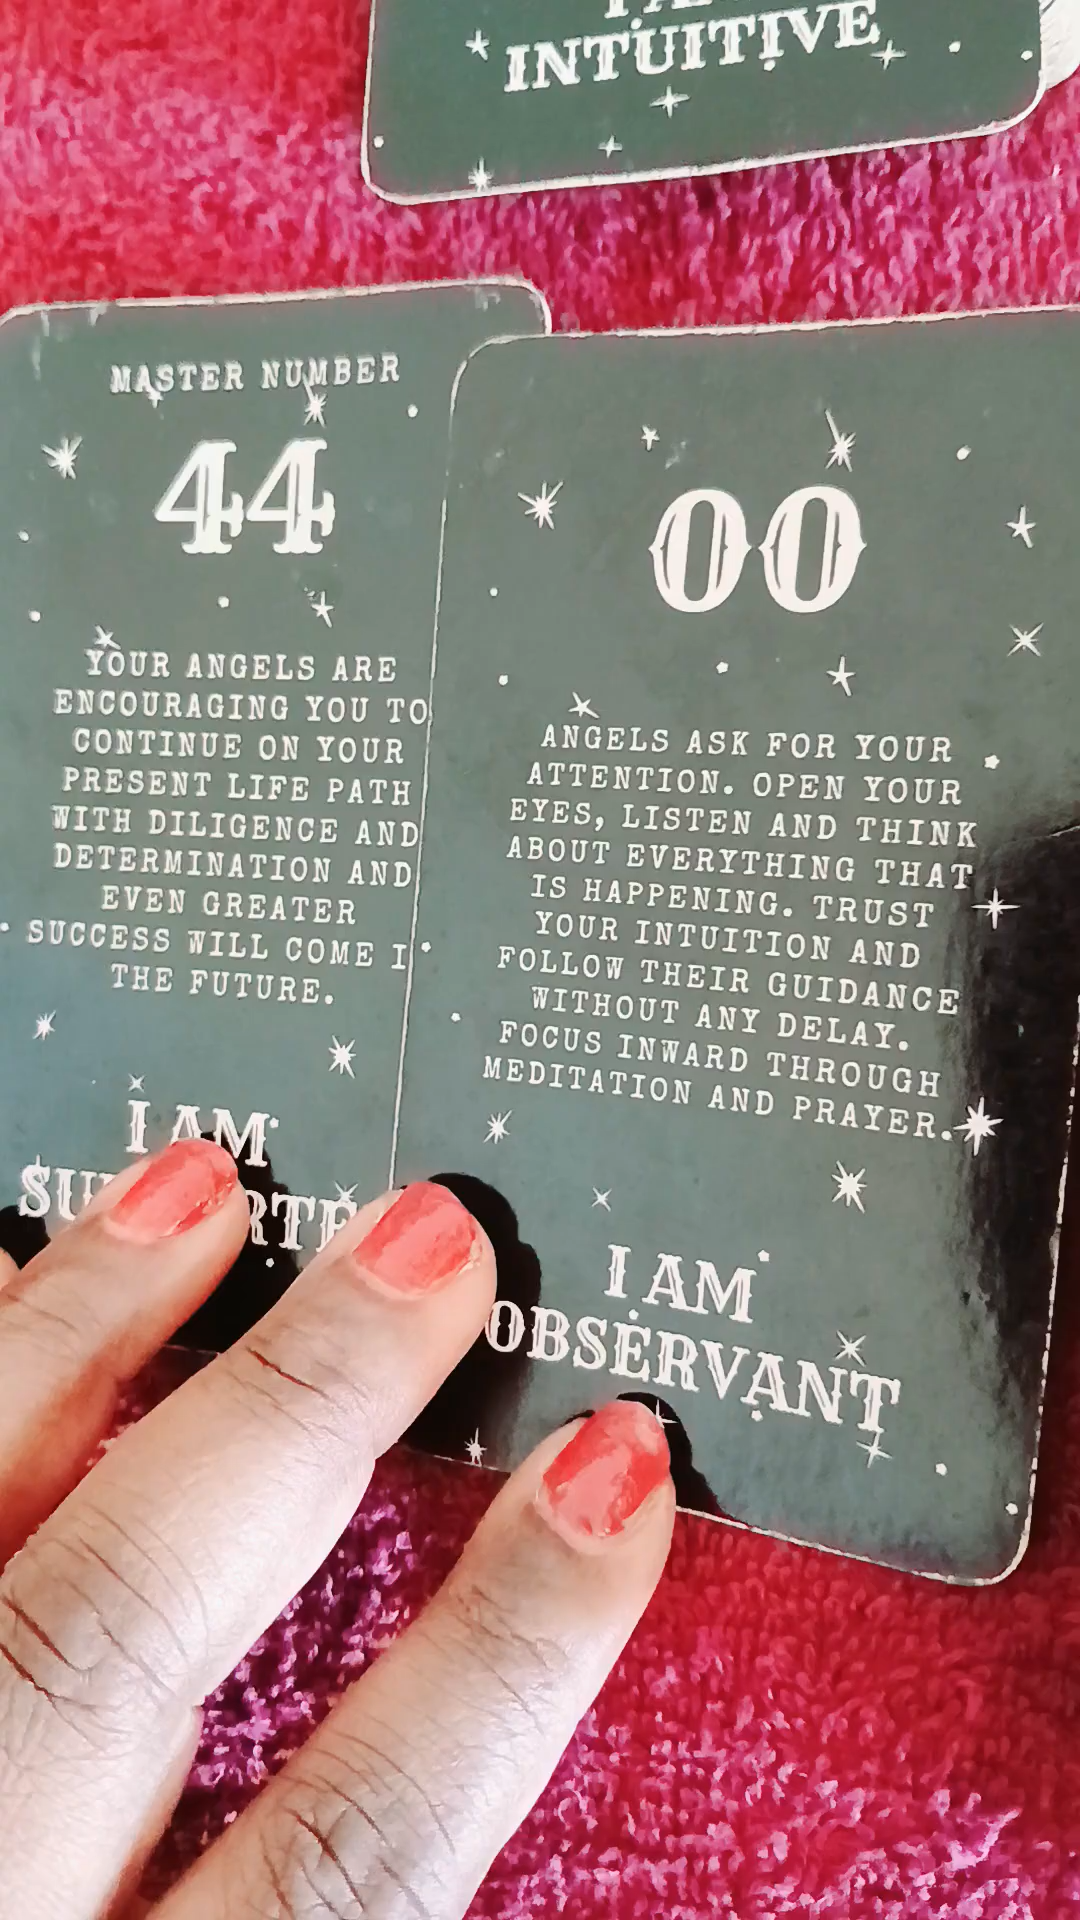 INTUITIVE
MASTER NUMBER
44
YOUR ANGELS ARE
ENCOURAGING YOU TO
CONTINUE ON YOUR
PRESENT LIFE PATH
WITH DILIGENCE AND
DETERMINATION AND
EVEN GREATER
SUCCESS WILL COME I
THE FUTURE.
I AM
00
ANGELS ASK FOR YOUR
ATTENTION. OPEN YOUR
EYES, LISTEN AND THINK
ABOUT EVERYTHING THAT
IS HAPPENING. TRUST
YOUR INTUITION AND
FOLLOW THEIR GUIDANCE
WITHOUT ANY DELAY.
FOCUS INWARD THROUGH
MEDITATION AND PRAYER.
I AM
OBSERVANT